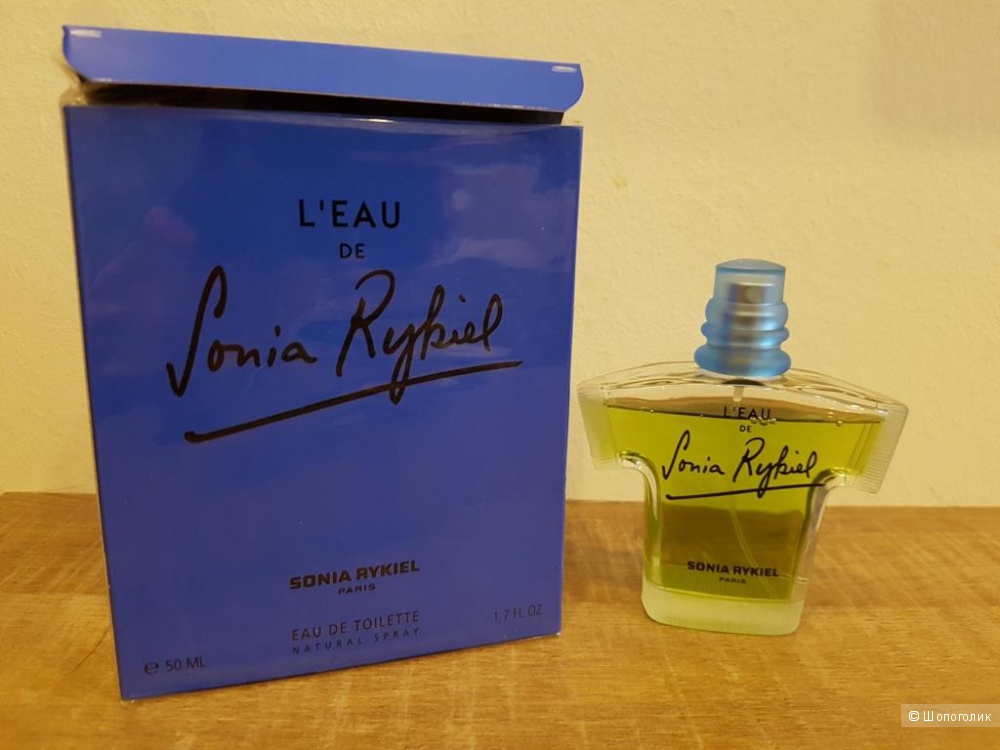 L'EAU
DE
Sonia Rykiel
SONIA RYKIEL
PARIS
EAU DE TOILETTE
NATURAL SPRAY
1.7 FL OZ.
e 50 ML
L'EAU
DE
Sonia Rykiel
SONIA RYKIEL
PARIS
© Шопоголик